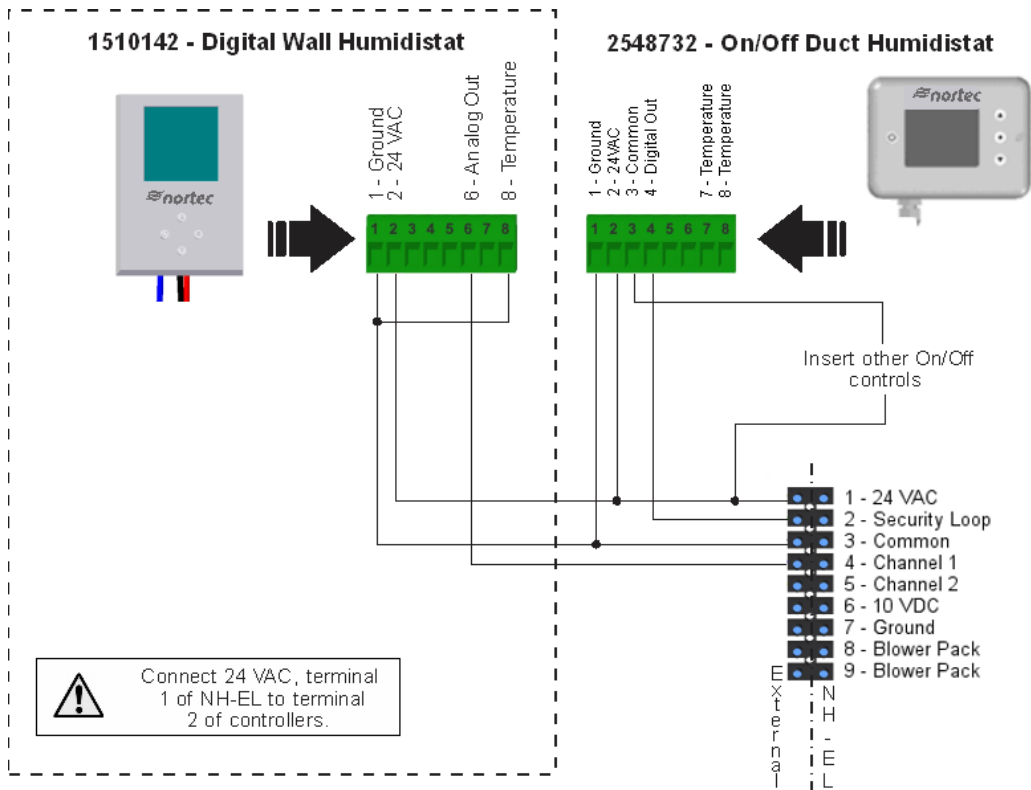 1510142 - Digital Wall Humidistat
nortec
1 - Ground
2 - 24 VAC
6 - Analog Out
8 - Temperature
1 2 3 4 5 6 7 8
2548732 - On/Off Duct Humidistat
nortec
1 - Ground
2 - 24VAC
3 - Common
4 - Digital Out
7 - Temperature
8 - Temperature
1 2 3 4 5 6 7 8
Insert other On/Off
controls
1 - 24 VAC
2 - Security Loop
3 - Common
4 - Channel 1
5 - Channel 2
6 - 10 VDC
7 - Ground
8 - Blower Pack
9 - Blower Pack
External
NH-EL
Connect 24 VAC, terminal
1 of NH-EL to terminal
2 of controllers.